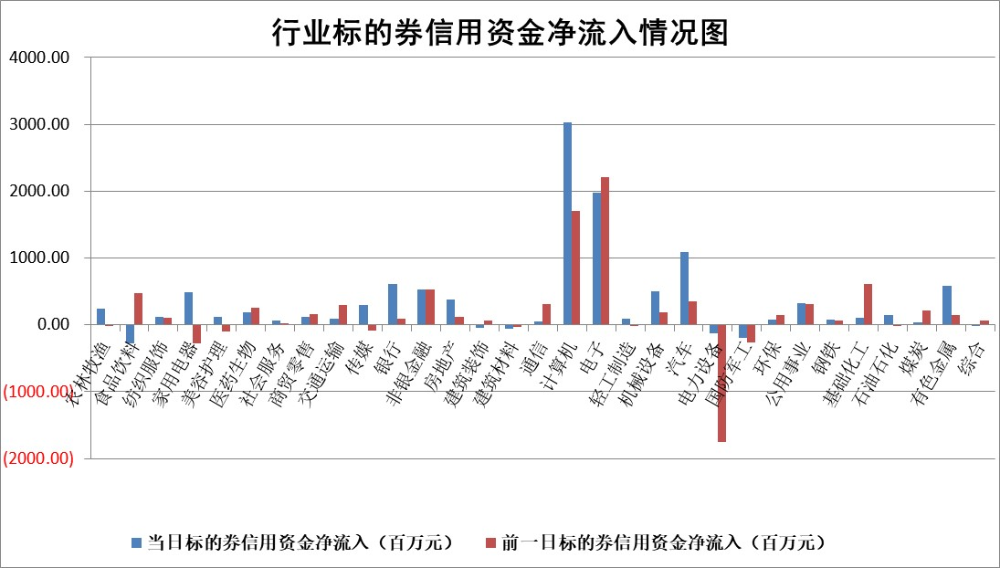 行业标的券信用资金净流入情况图
4000.00
3000.00
2000.00
1000.00
0.00
(1000.00)
(2000.00)
农林牧渔
食品饮料
纺织服饰
家用电器
美容护理
医药生物
社会服务
商贸零售
交通运输
传媒
银行
非银金融
房地产
建筑装饰
建筑材料
通信
计算机
电子
轻工制造
机械设备
汽车
电力设备
国防军工
环保
公用事业
钢铁
基础化工
石油石化
煤炭
有色金属
综合
当日标的券信用资金净流入（百万元）
前一日标的券信用资金净流入（百万元）